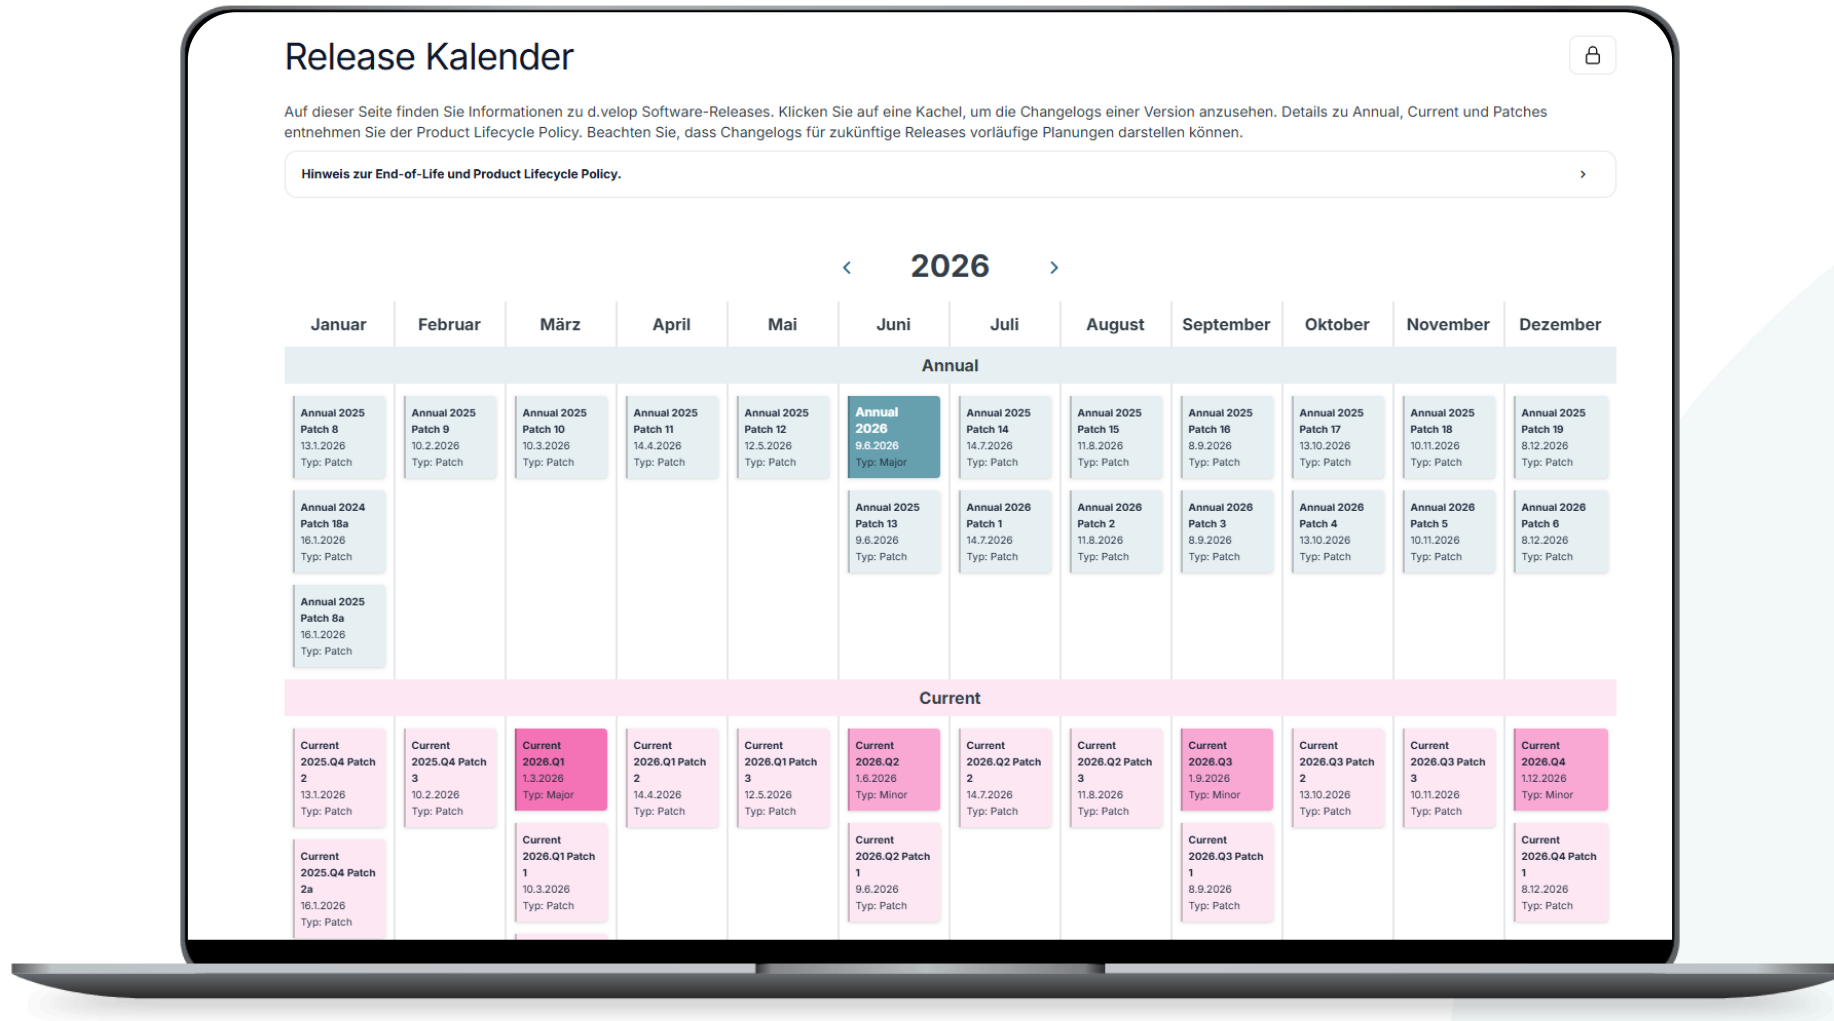 Release Kalender
Auf dieser Seite finden Sie Informationen zu d.velop Software-Releases. Klicken Sie auf eine Kachel, um die Changelogs einer Version anzusehen. Details zu Annual, Current und Patches
entnehmen Sie der Product Lifecycle Policy. Beachten Sie, dass Changelogs für zukünftige Releases vorläufige Planungen darstellen können.
Hinweis zur End-of-Life und Product Lifecycle Policy.
2026
Januar
Februar
März
April
Mai
Juni
Juli
August
September
Oktober
November
Dezember
Annual
Annual 2025
Patch 8
13.1.2026
Typ: Patch
Annual 2024
Patch 18a
16.1.2026
Typ: Patch
Annual 2025
Patch 8a
16.1.2026
Typ: Patch
Annual 2025
Patch 9
10.2.2026
Typ: Patch
Annual 2025
Patch 10
10.3.2026
Typ: Patch
Annual 2025
Patch 11
14.4.2026
Typ: Patch
Annual 2025
Patch 12
12.5.2026
Typ: Patch
Annual
2026
9.6.2026
Typ: Major
Annual 2025
Patch 13
9.6.2026
Typ: Patch
Annual 2025
Patch 14
14.7.2026
Typ: Patch
Annual 2026
Patch 1
14.7.2026
Typ: Patch
Annual 2025
Patch 15
11.8.2026
Typ: Patch
Annual 2026
Patch 2
11.8.2026
Typ: Patch
Annual 2025
Patch 16
8.9.2026
Typ: Patch
Annual 2026
Patch 3
8.9.2026
Typ: Patch
Annual 2025
Patch 17
13.10.2026
Typ: Patch
Annual 2026
Patch 4
13.10.2026
Typ: Patch
Annual 2025
Patch 18
10.11.2026
Typ: Patch
Annual 2026
Patch 5
10.11.2026
Typ: Patch
Annual 2025
Patch 19
8.12.2026
Typ: Patch
Annual 2026
Patch 6
8.12.2026
Typ: Patch
Current
Current
2025.Q4 Patch
2
13.1.2026
Typ: Patch
Current
2025.Q4 Patch
2a
16.1.2026
Typ: Patch
Current
2025.Q4 Patch
3
10.2.2026
Typ: Patch
Current
2026.Q1
1.3.2026
Typ: Major
Current
2026.Q1 Patch
1
10.3.2026
Typ: Patch
Current
2026.Q1 Patch
2
14.4.2026
Typ: Patch
Current
2026.Q1 Patch
3
12.5.2026
Typ: Patch
Current
2026.Q2
1.6.2026
Typ: Minor
Current
2026.Q2 Patch
1
9.6.2026
Typ: Patch
Current
2026.Q2 Patch
2
14.7.2026
Typ: Patch
Current
2026.Q2 Patch
3
11.8.2026
Typ: Patch
Current
2026.Q3
1.9.2026
Typ: Minor
Current
2026.Q3 Patch
1
8.9.2026
Typ: Patch
Current
2026.Q3 Patch
2
13.10.2026
Typ: Patch
Current
2026.Q3 Patch
3
10.11.2026
Typ: Patch
Current
2026.Q4
1.12.2026
Typ: Minor
Current
2026.Q4 Patch
1
8.12.2026
Typ: Patch